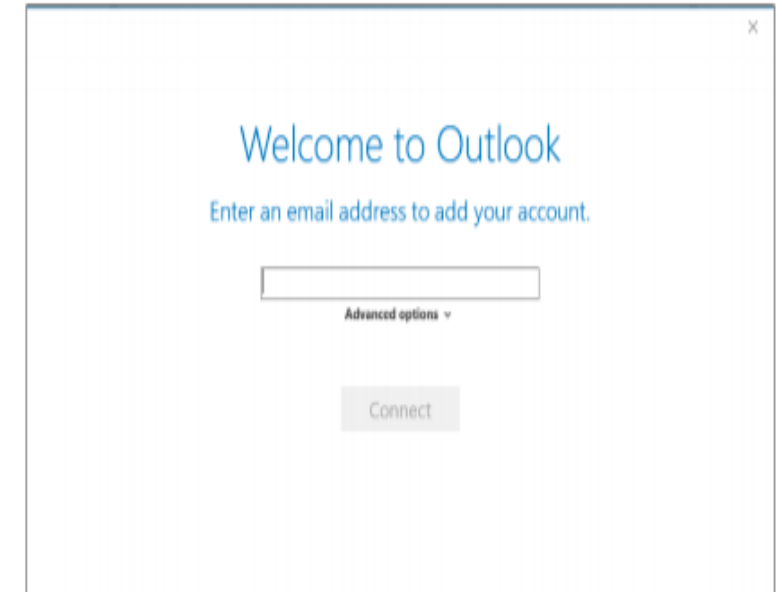 Welcome to Outlook
Enter an email address to add your account.
Advanced options
Connect